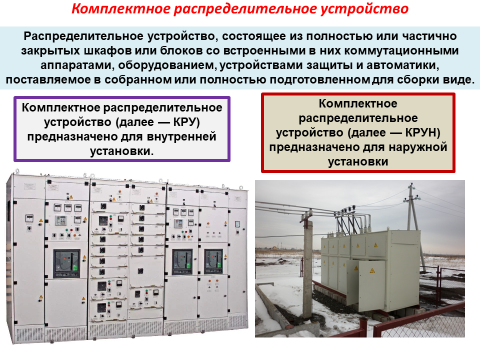 Комплектное распределительное устройство
Распределительное устройство, состоящее из полностью или частично
закрытых шкафов или блоков со встроенными в них коммутационными
аппаратами, оборудованием, устройствами защиты и автоматики,
поставляемое в собранном или полностью подготовленном для сборки виде.
Комплектное распределительное
устройство (далее — КРУ)
предназначено для внутренней
установки.
Комплектное
распределительное
устройство (далее — КРУН)
предназначено для наружной
установки